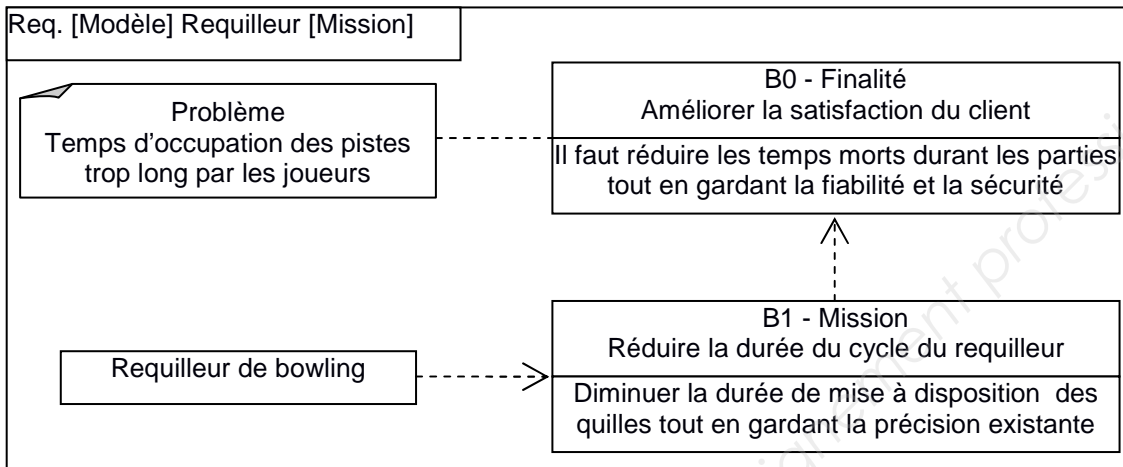 Req. [Modèle] Requilleur [Mission]
Problème
Temps d'occupation des pistes
trop long par les joueurs
B0 - Finalité
Améliorer la satisfaction du client
Il faut réduire les temps morts durant les parties
tout en gardant la fiabilité et la sécurité
Requilleur de bowling
B1 - Mission
Réduire la durée du cycle du requilleur
Diminuer la durée de mise à disposition des
quilles tout en gardant la précision existante
ignement professi